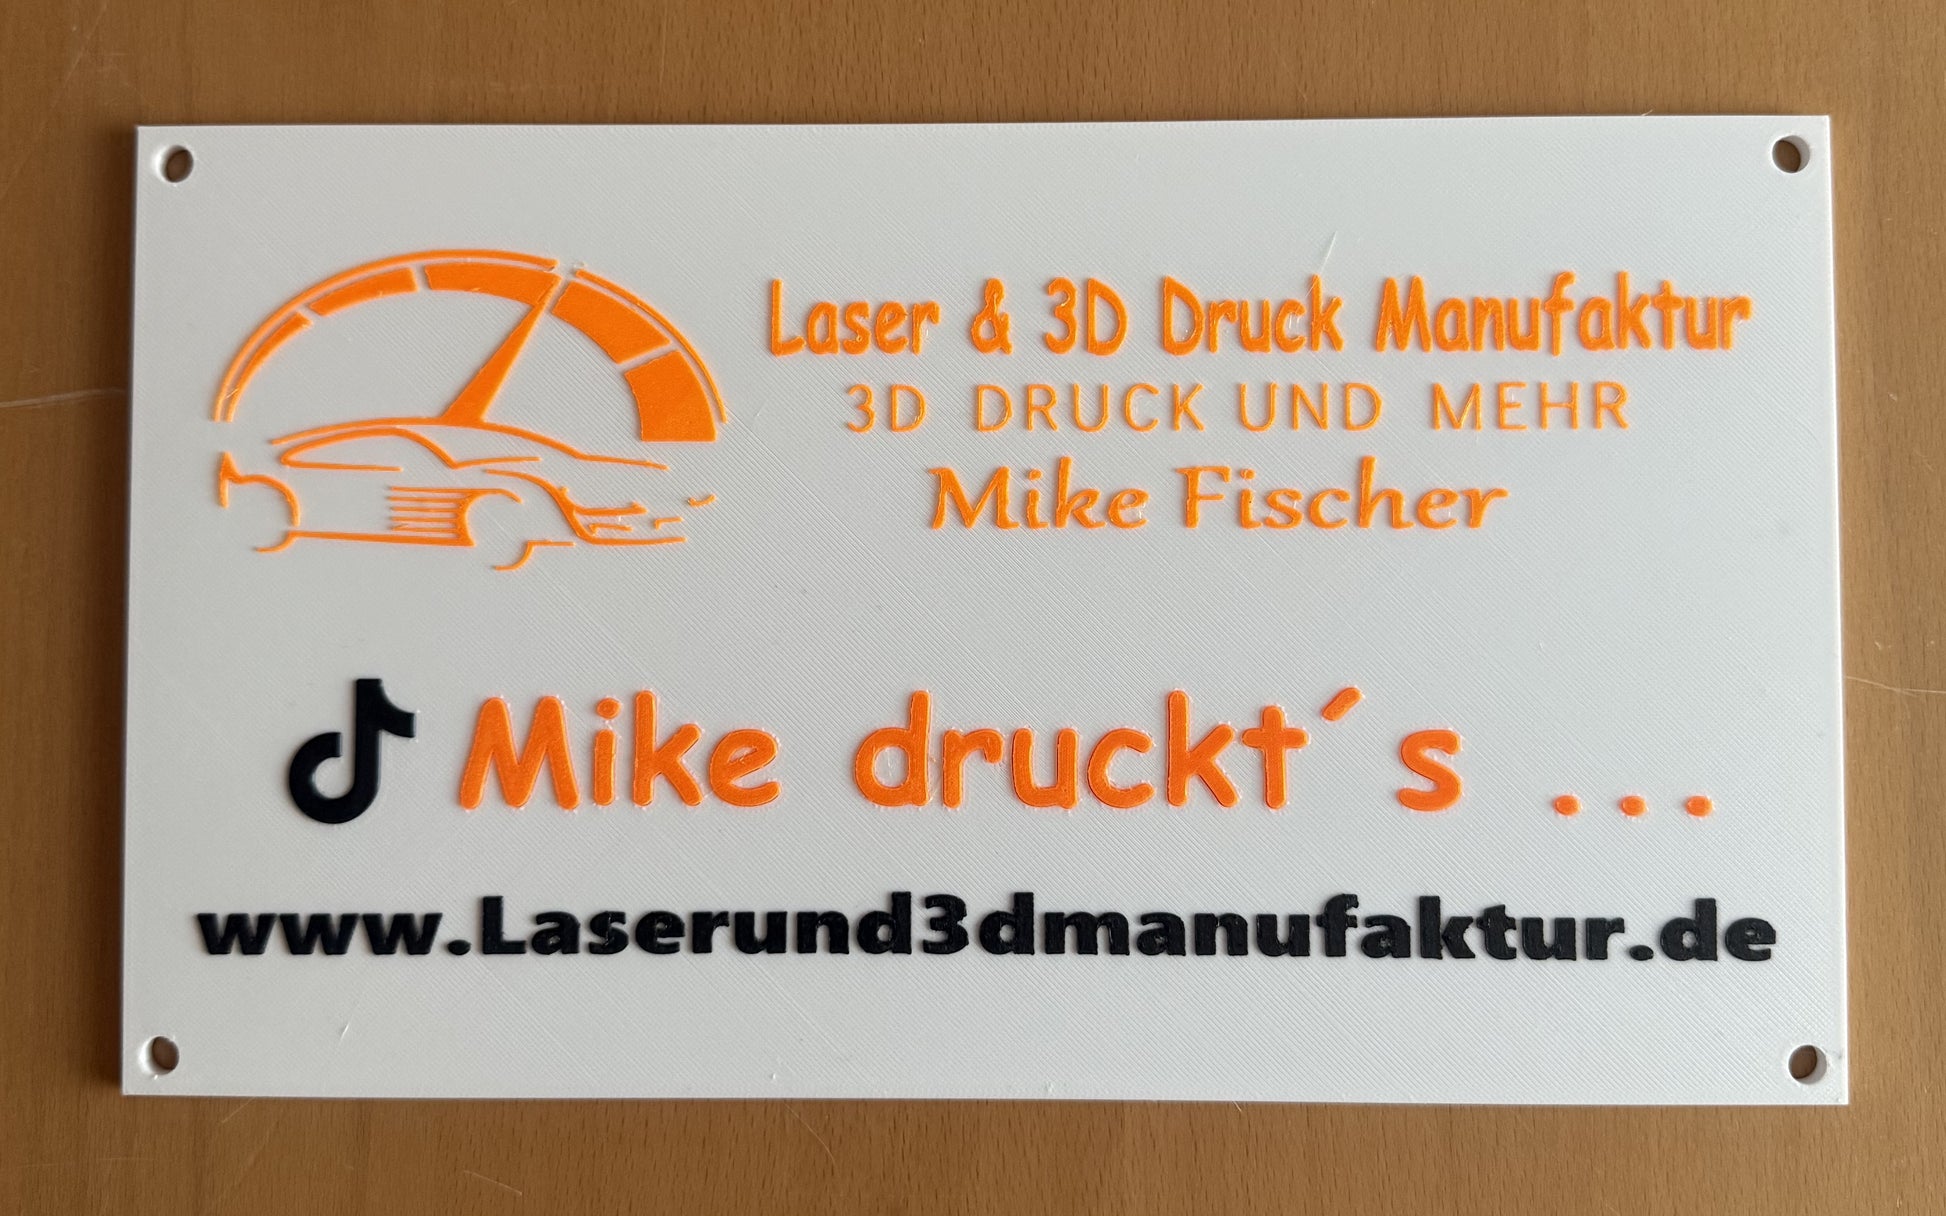 Laser & 3D Druck Manufaktur
3D DRUCK UND MEHR
Mike Fischer
Mike druckt´s ...
www.Laserund3dmanufaktur.de